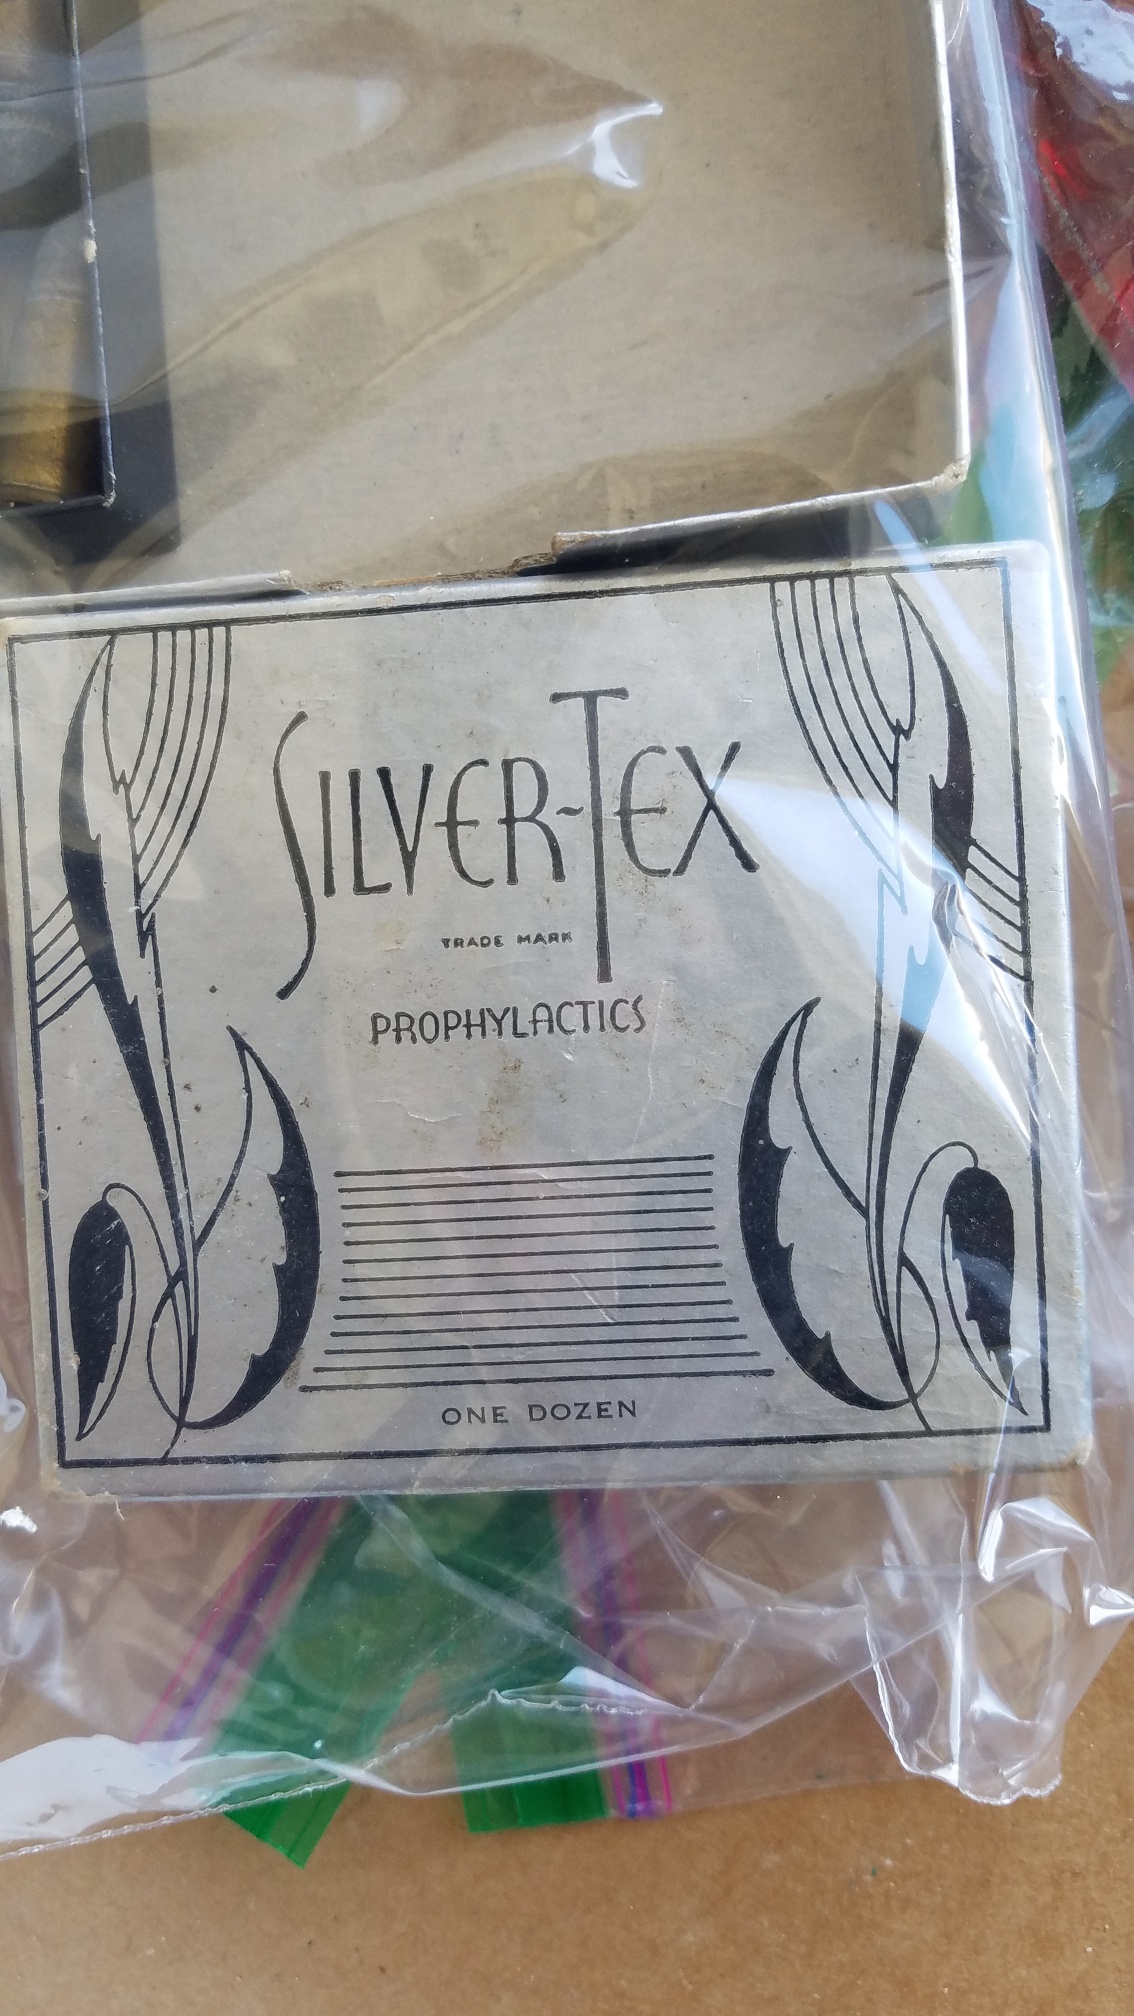 SILVER-TEX
TRADE MARK
PROPHYLACTICS
ONE DOZEN